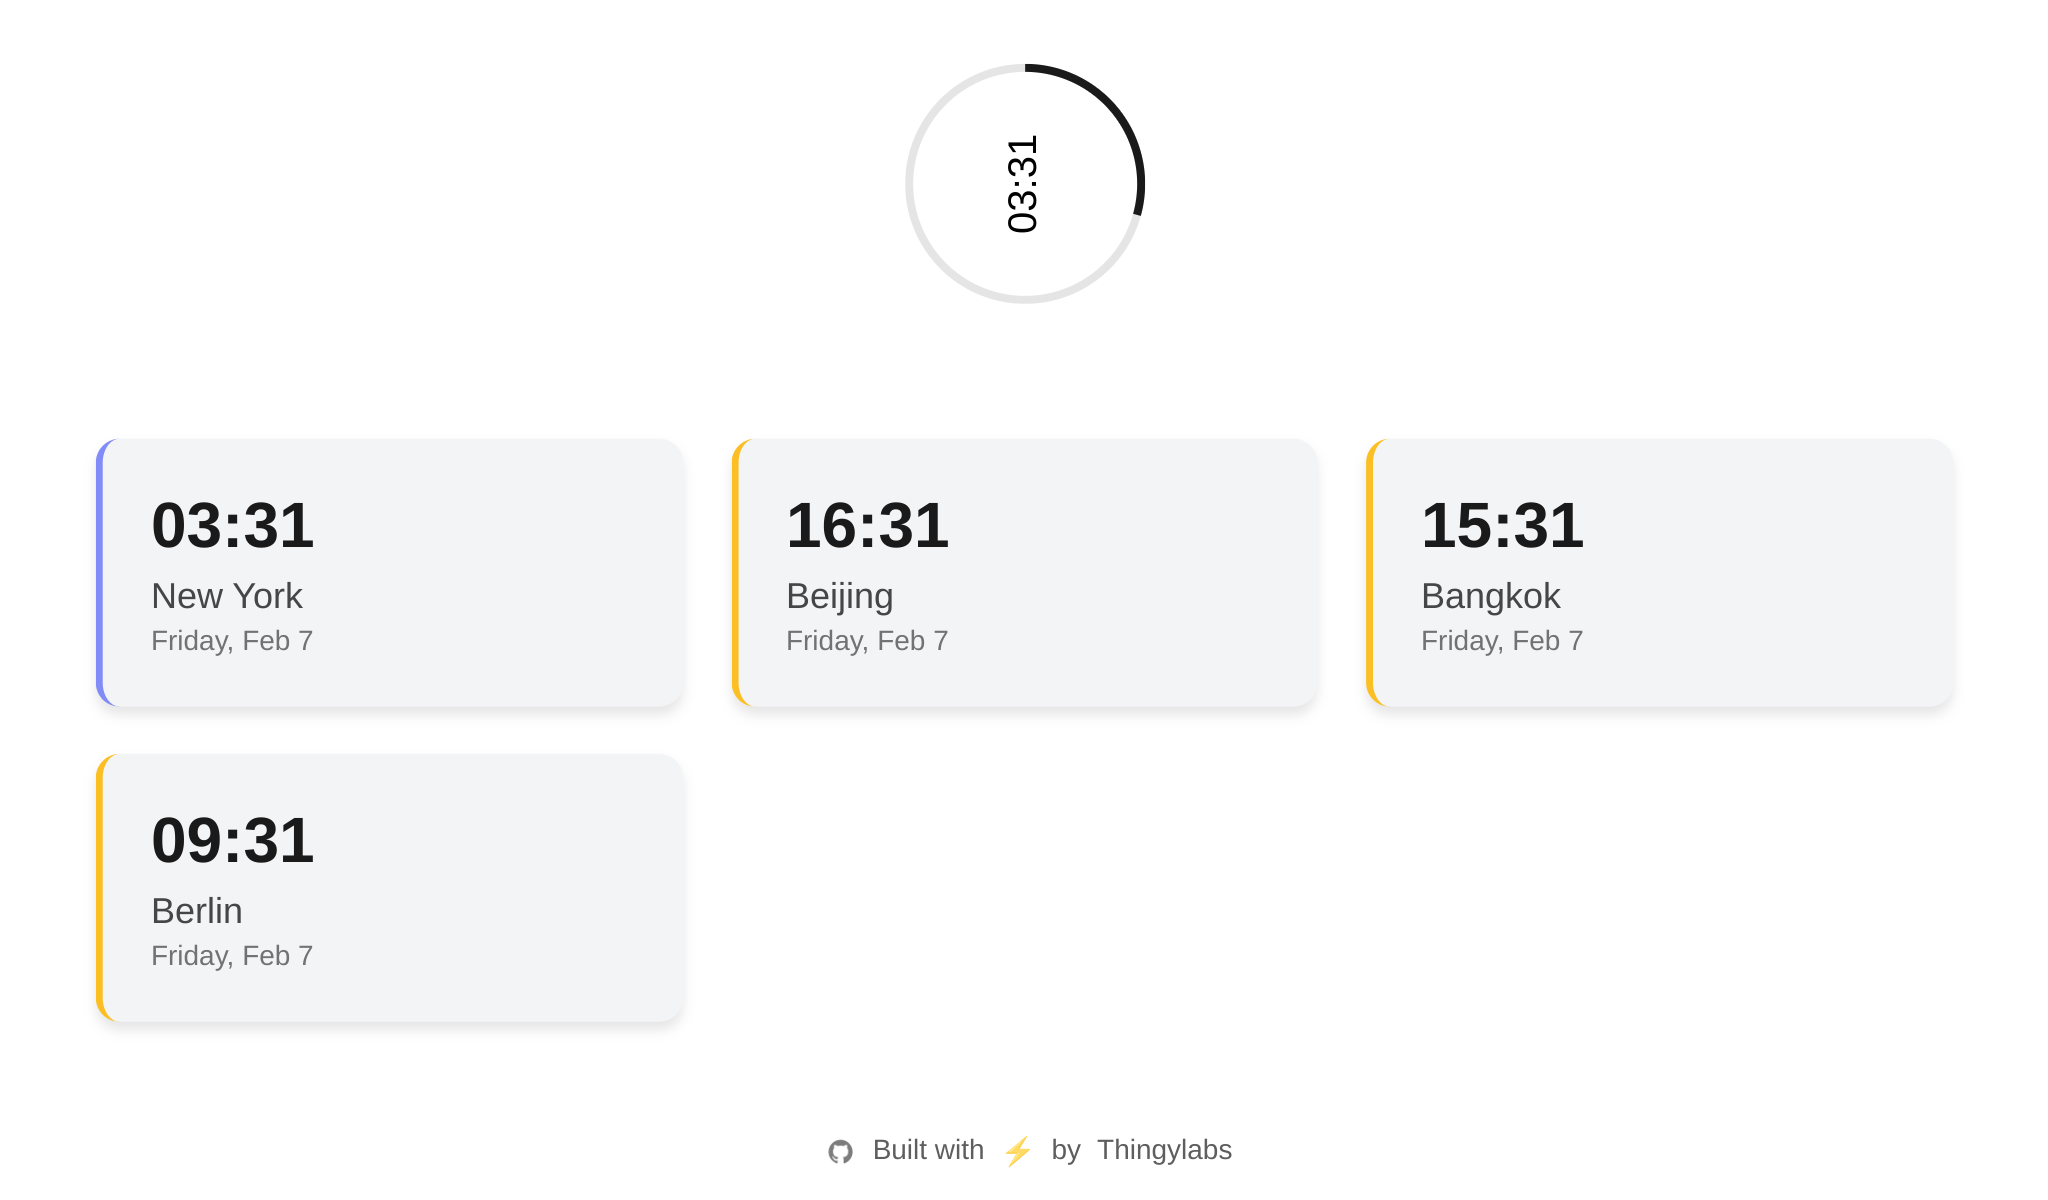 03:31
03:31
New York
Friday, Feb 7
16:31
Beijing
Friday, Feb 7
15:31
Bangkok
Friday, Feb 7
09:31
Berlin
Friday, Feb 7
Built with ⚡ by Thingylabs